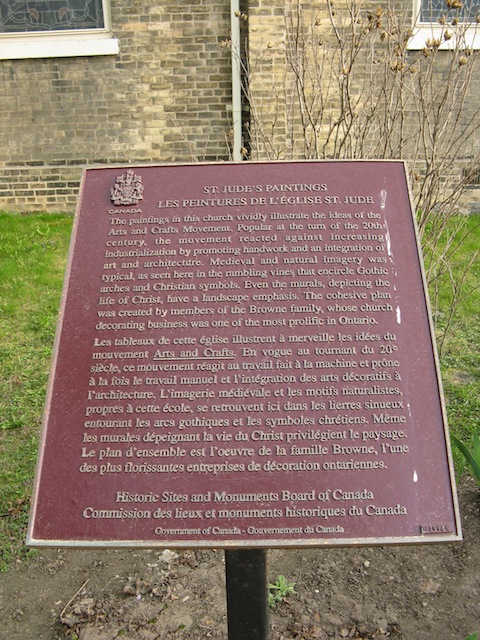 CANADA
ST. JUDE'S PAINTINGS
LES PEINTURES DE L'ÉGLISE ST. JUDE
The paintings in this church vividly illustrate the ideas of the
Arts and Crafts Movement. Popular at the turn of the 20th
century, the movement reacted against increasing
industrialization by promoting handwork and an integration of
art and architecture. Medieval and natural imagery was
typical, as seen here in the rambling vines that encircle Gothic
arches and Christian symbols. Even the murals, depicting the
life of Christ, have a landscape emphasis. The cohesive plan
was created by members of the Browne family, whose church
decorating business was one of the most prolific in Ontario.
Les tableaux de cette église illustrent à merveille les idées du
mouvement Arts and Crafts. En vogue au tournant du 20e
siècle, ce mouvement réagit au travail fait à la machine et prône
à la fois le travail manuel et l'intégration des arts décoratifs à
l'architecture. L'imagerie médiévale et les motifs naturalistes,
propres à cette école, se retrouvent ici dans les lierres sinueux
entourant les arcs gothiques et les symboles chrétiens. Même
les murales dépeignant la vie du Christ privilégient le paysage.
Le plan d'ensemble est l'oeuvre de la famille Browne, l'une
des plus florissantes entreprises de décoration ontariennes.
Historic Sites and Monuments Board of Canada
Commission des lieux et monuments historiques du Canada
Government of Canada - Gouvernement du Canada